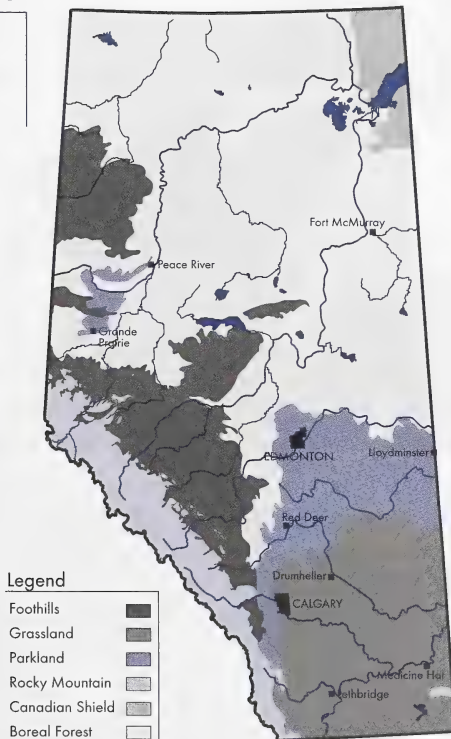 Fort McMurray
Peace River
Grande
Prairie
EDMONTON
Lloydminster
Red Deer
Drumheller
CALGARY
Medicine Hat
Lethbridge
Legend
Foothills
Grassland
Parkland
Rocky Mountain
Canadian Shield
Boreal Forest